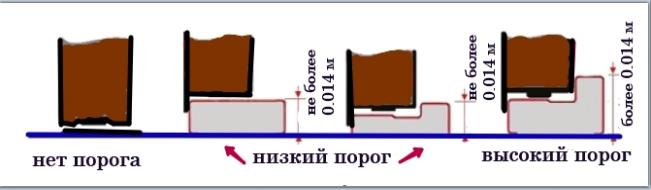 не более
0.014 м
не более
0.014 м
более 0.014 м
нет порога
низкий порог
высокий порог